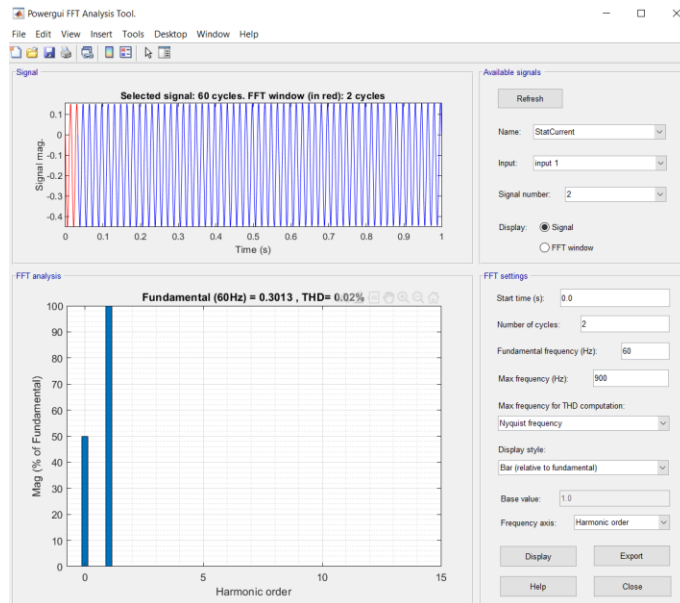 Powergui FFT Analysis Tool.
File Edit View Insert Tools Desktop Window Help
Signal
Selected signal: 60 cycles. FFT window (in red): 2 cycles
Signal mag.
0.1
0
-0.1
-0.2
-0.3
-0.4
0 0.1 0.2 0.3 0.4 0.5 0.6 0.7 0.8 0.9 1
Time (s)
FFT analysis
Fundamental (60Hz) = 0.3013 , THD= 0.02%
Mag (% of Fundamental)
100
90
80
70
60
50
40
30
20
10
0
0 5 10 15
Harmonic order
Available signals
Refresh
Name: StatCurrent
Input: input 1
Signal number: 2
Display: Signal
FFT window
FFT settings
Start time (s): 0.0
Number of cycles: 2
Fundamental frequency (Hz): 60
Max frequency (Hz): 900
Max frequency for THD computation:
Nyquist frequency
Display style:
Bar (relative to fundamental)
Base value: 1.0
Frequency axis: Harmonic order
Display Export
Help Close